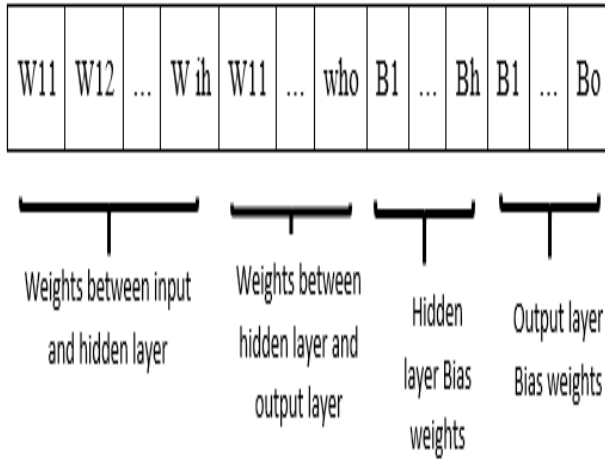 W11 W12 ... W ih W11 ... who B1 ... Bh B1 ... Bo
Weights between input
and hidden layer
Weights between
hidden layer and
output layer
Hidden
layer Bias
weights
Output layer
Bias weights